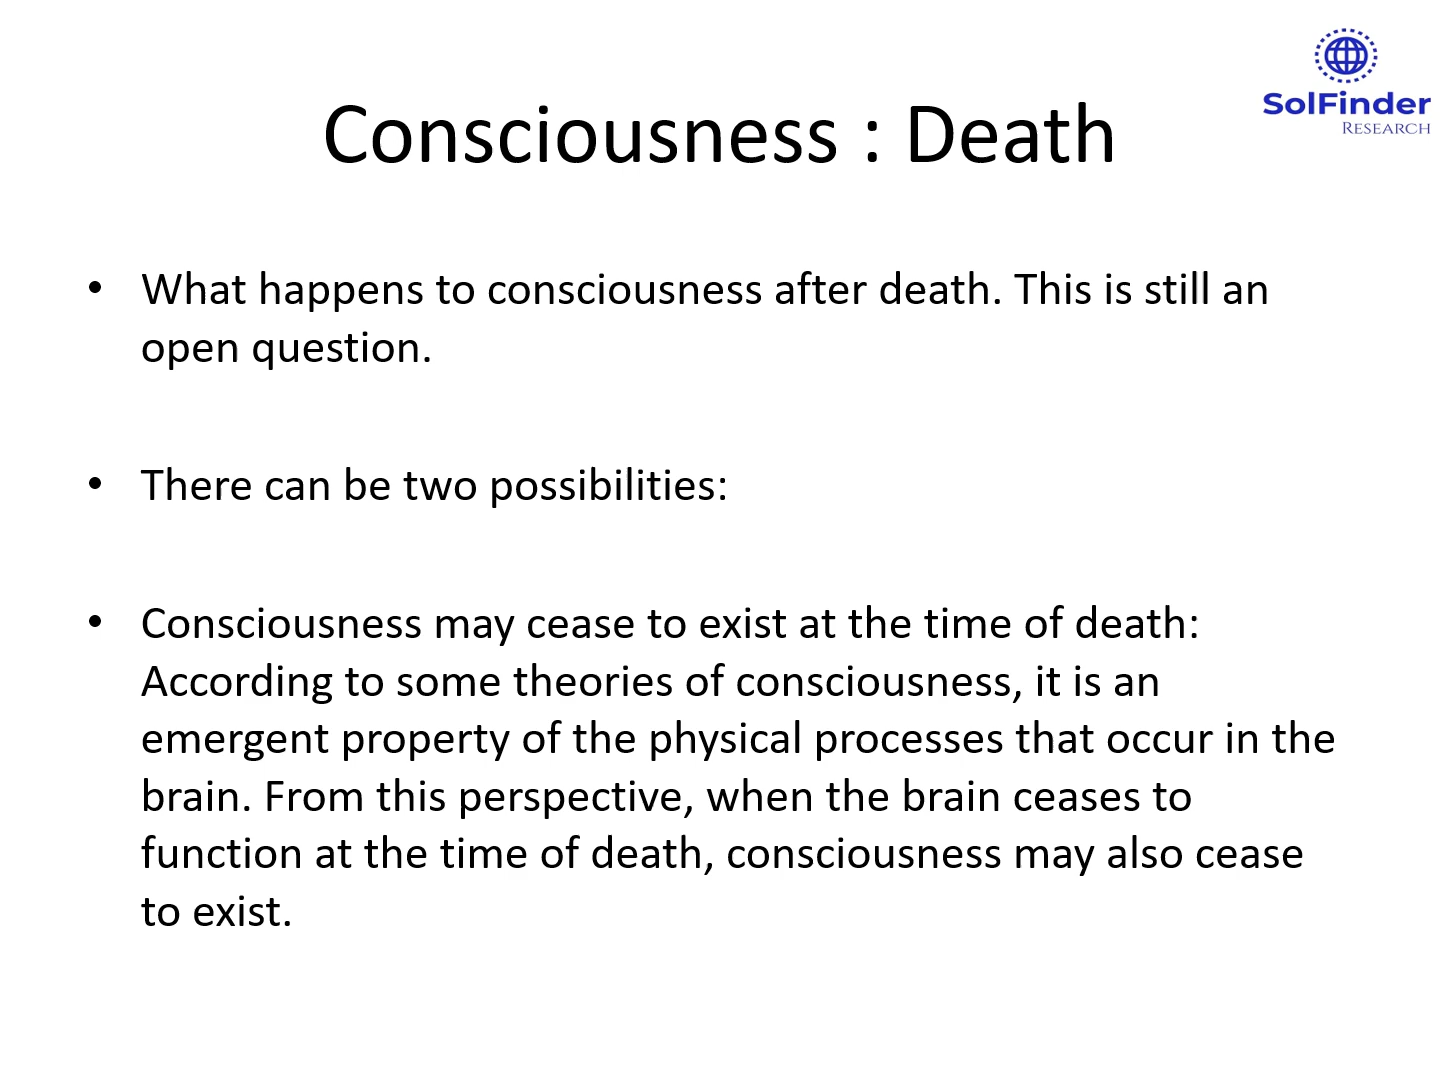 SolFinder
RESEARCH
Consciousness : Death
• What happens to consciousness after death. This is still an
open question.
• There can be two possibilities:
• Consciousness may cease to exist at the time of death:
According to some theories of consciousness, it is an
emergent property of the physical processes that occur in the
brain. From this perspective, when the brain ceases to
function at the time of death, consciousness may also cease
to exist.